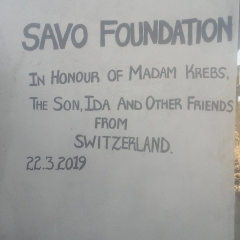 SAVO FOUNDATION
IN HONOUR OF MADAM KREBS,
THE SON, IDA AND OTHER FRIENDS
FROM
SWITZERLAND.
22.3.2019